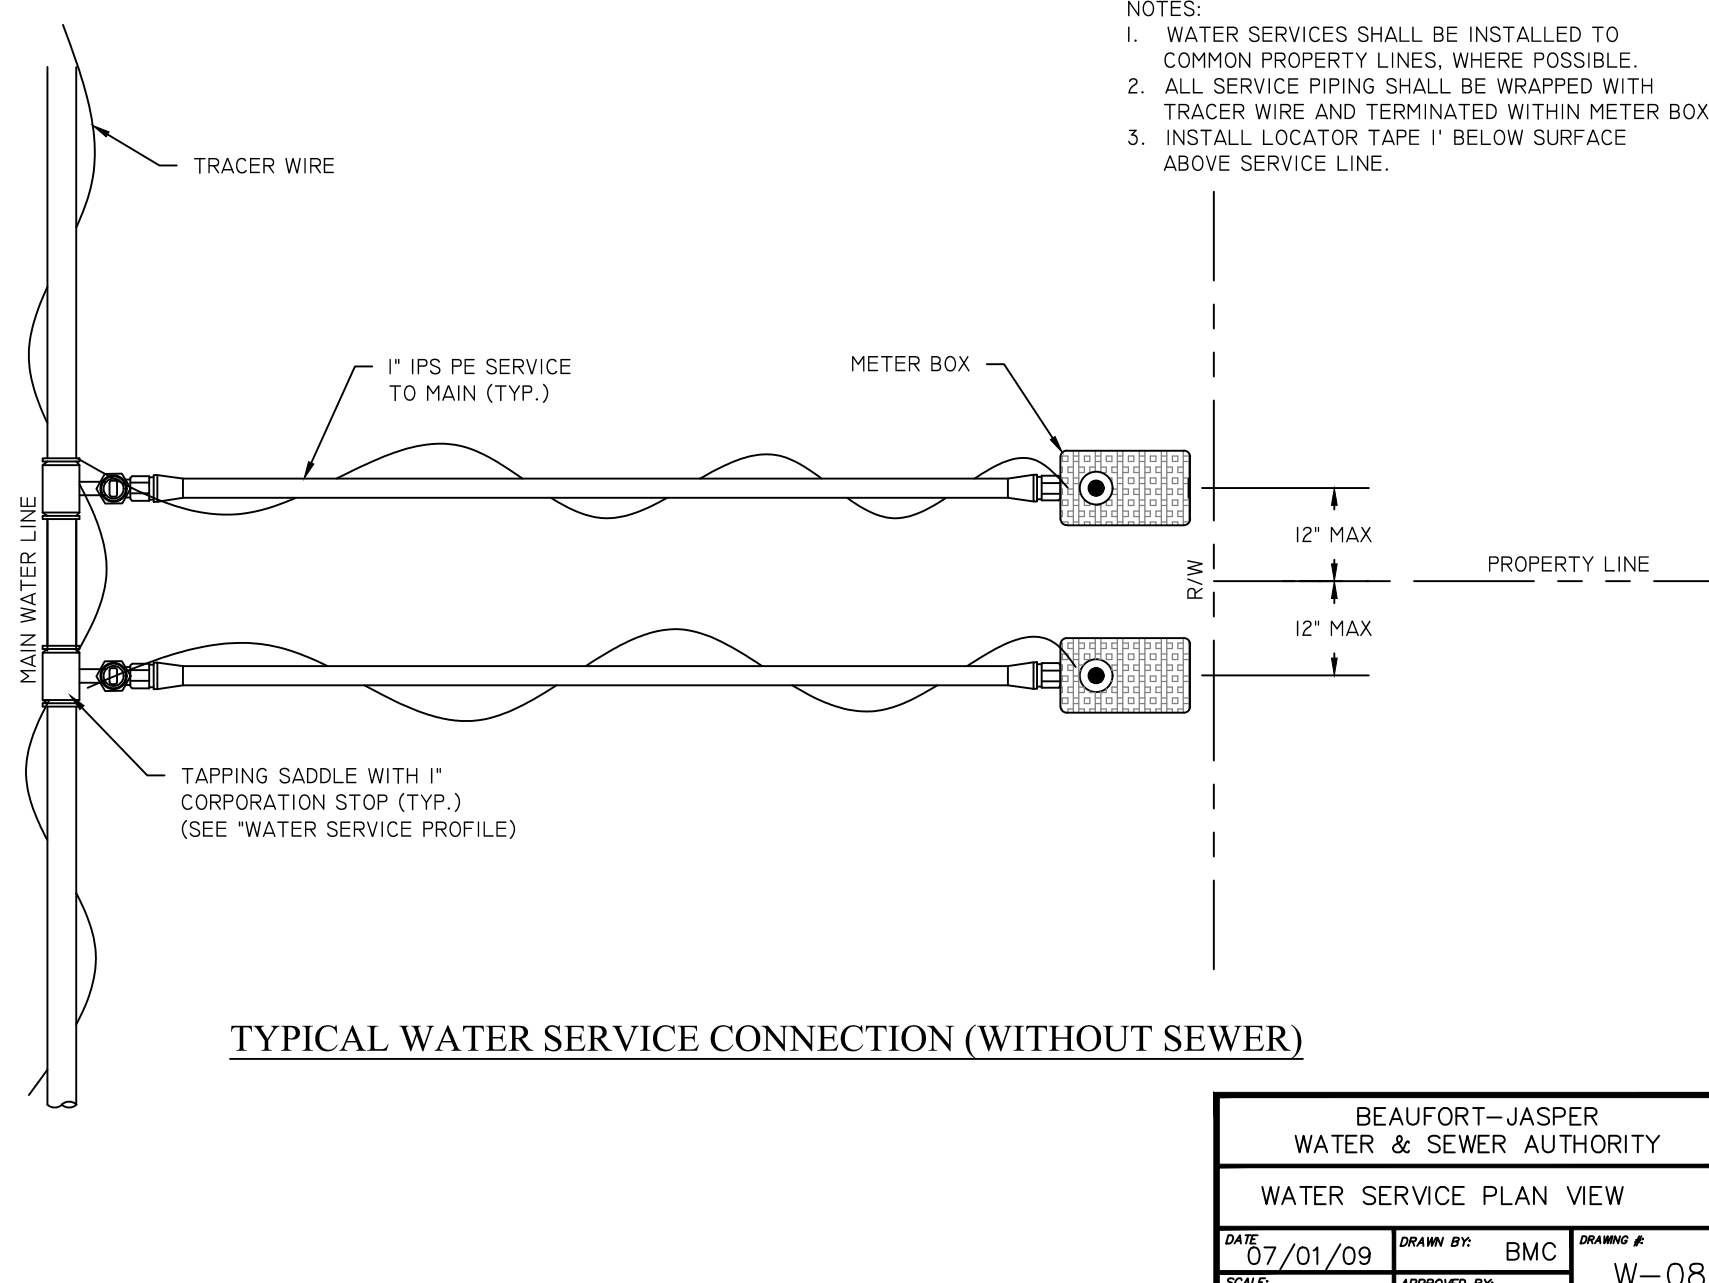 NOTES:
1. WATER SERVICES SHALL BE INSTALLED TO
COMMON PROPERTY LINES, WHERE POSSIBLE.
2. ALL SERVICE PIPING SHALL BE WRAPPED WITH
TRACER WIRE AND TERMINATED WITHIN METER BOX
3. INSTALL LOCATOR TAPE 1' BELOW SURFACE
ABOVE SERVICE LINE.
TRACER WIRE
1" IPS PE SERVICE
TO MAIN (TYP.)
METER BOX
MAIN WATER LINE
12" MAX
R/W
PROPERTY LINE
12" MAX
TAPPING SADDLE WITH 1"
CORPORATION STOP (TYP.)
(SEE "WATER SERVICE PROFILE)
TYPICAL WATER SERVICE CONNECTION (WITHOUT SEWER)
BEAUFORT-JASPER
WATER & SEWER AUTHORITY
WATER SERVICE PLAN VIEW
DATE 07/01/09
DRAWN BY: BMC
DRAWING #: W-08
SCALE:
APPROVED BY: